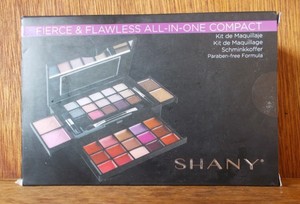 FIERCE & FLAWLESS ALL-IN-ONE COMPACT
Kit de Maquillaje
Kit de Maquillage
Schminkkoffer
Paraben-free Formula
SHANY®